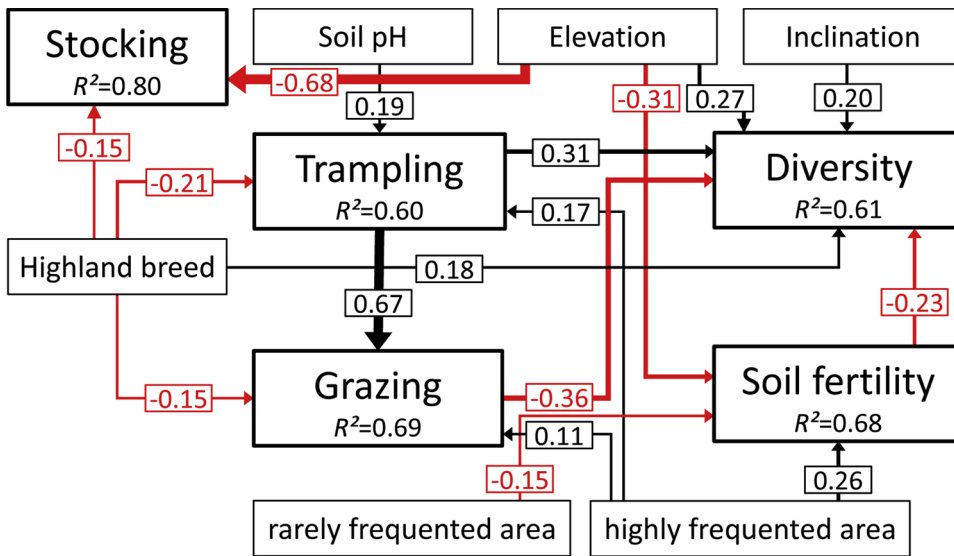 Stocking
R²=0.80
Soil pH
Elevation
Inclination
-0.68
0.19
-0.31
0.27
0.20
-0.15
Trampling
R²=0.60
0.31
Diversity
R²=0.61
-0.21
0.17
Highland breed
0.18
0.67
-0.23
Grazing
R²=0.69
-0.15
-0.36
Soil fertility
R²=0.68
0.11
-0.15
0.26
rarely frequented area
highly frequented area